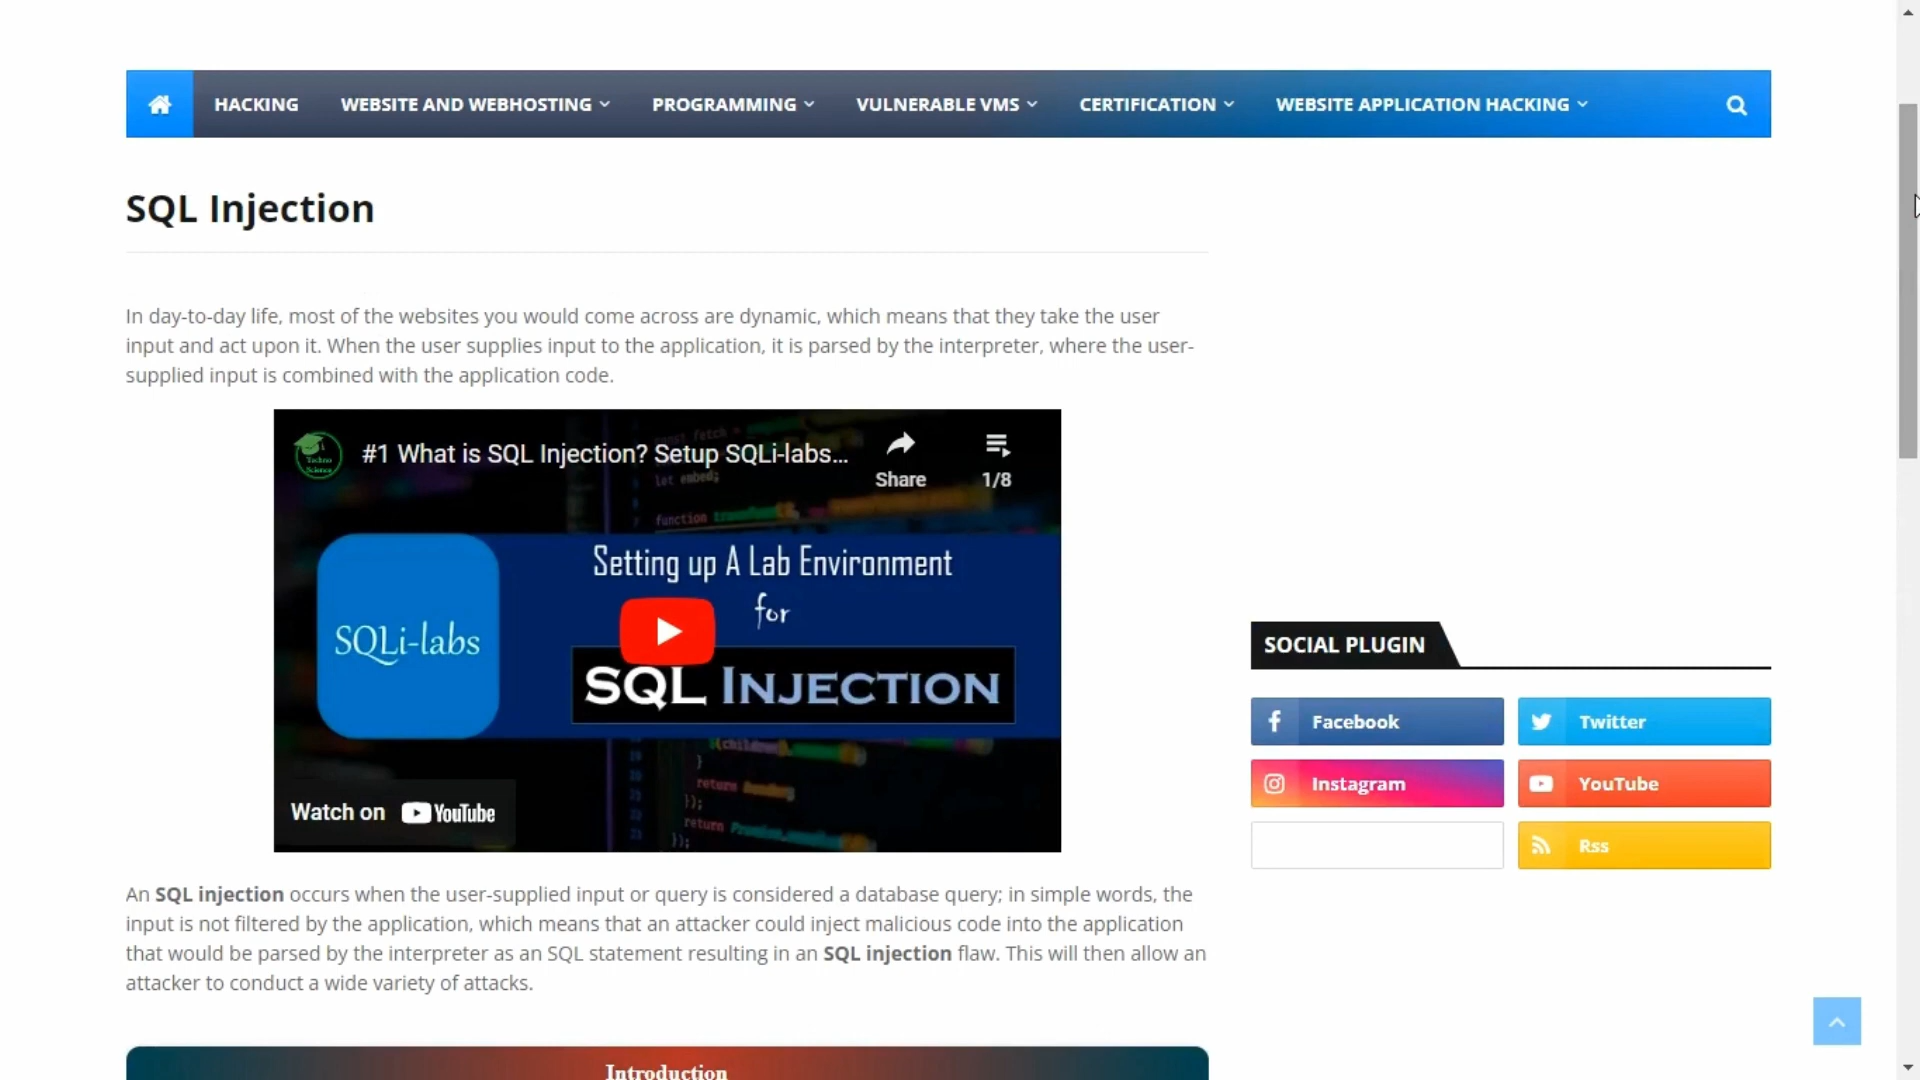 HACKING WEBSITE AND WEBHOSTING PROGRAMMING VULNERABLE VMS CERTIFICATION WEBSITE APPLICATION HACKING
SQL Injection
In day-to-day life, most of the websites you would come across are dynamic, which means that they take the user
input and act upon it. When the user supplies input to the application, it is parsed by the interpreter, where the user-
supplied input is combined with the application code.
Techno
Science
#1 What is SQL Injection? Setup SQLi-labs...
Share
1/8
let embed;
function
Setting up A Lab Environment
for
SQLi-labs
SQL INJECTION
return
});
return
});
Watch on YouTube
SOCIAL PLUGIN
Facebook
Twitter
Instagram
YouTube
Rss
An SQL injection occurs when the user-supplied input or query is considered a database query; in simple words, the
input is not filtered by the application, which means that an attacker could inject malicious code into the application
that would be parsed by the interpreter as an SQL statement resulting in an SQL injection flaw. This will then allow an
attacker to conduct a wide variety of attacks.
Introduction